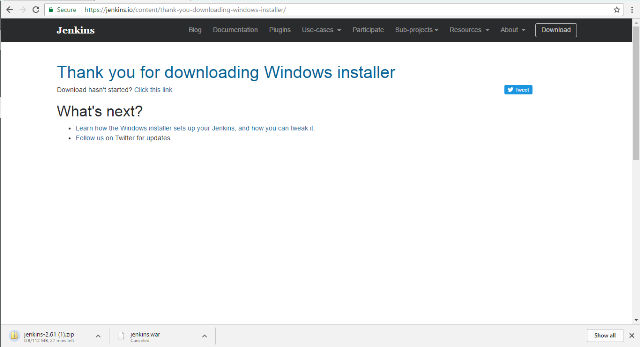 Secure https://jenkins.io/content/thank-you-downloading-windows-installer/
Jenkins Blog Documentation Plugins Use-cases Participate Sub-projects Resources About Download
Thank you for downloading Windows installer
Download hasn't started? Click this link
Tweet
What's next?
Learn how the Windows installer sets up your Jenkins, and how you can tweak it
Follow us on Twitter for updates
jenkins-2.61 (1).zip jenkins.war Show all
Canceled